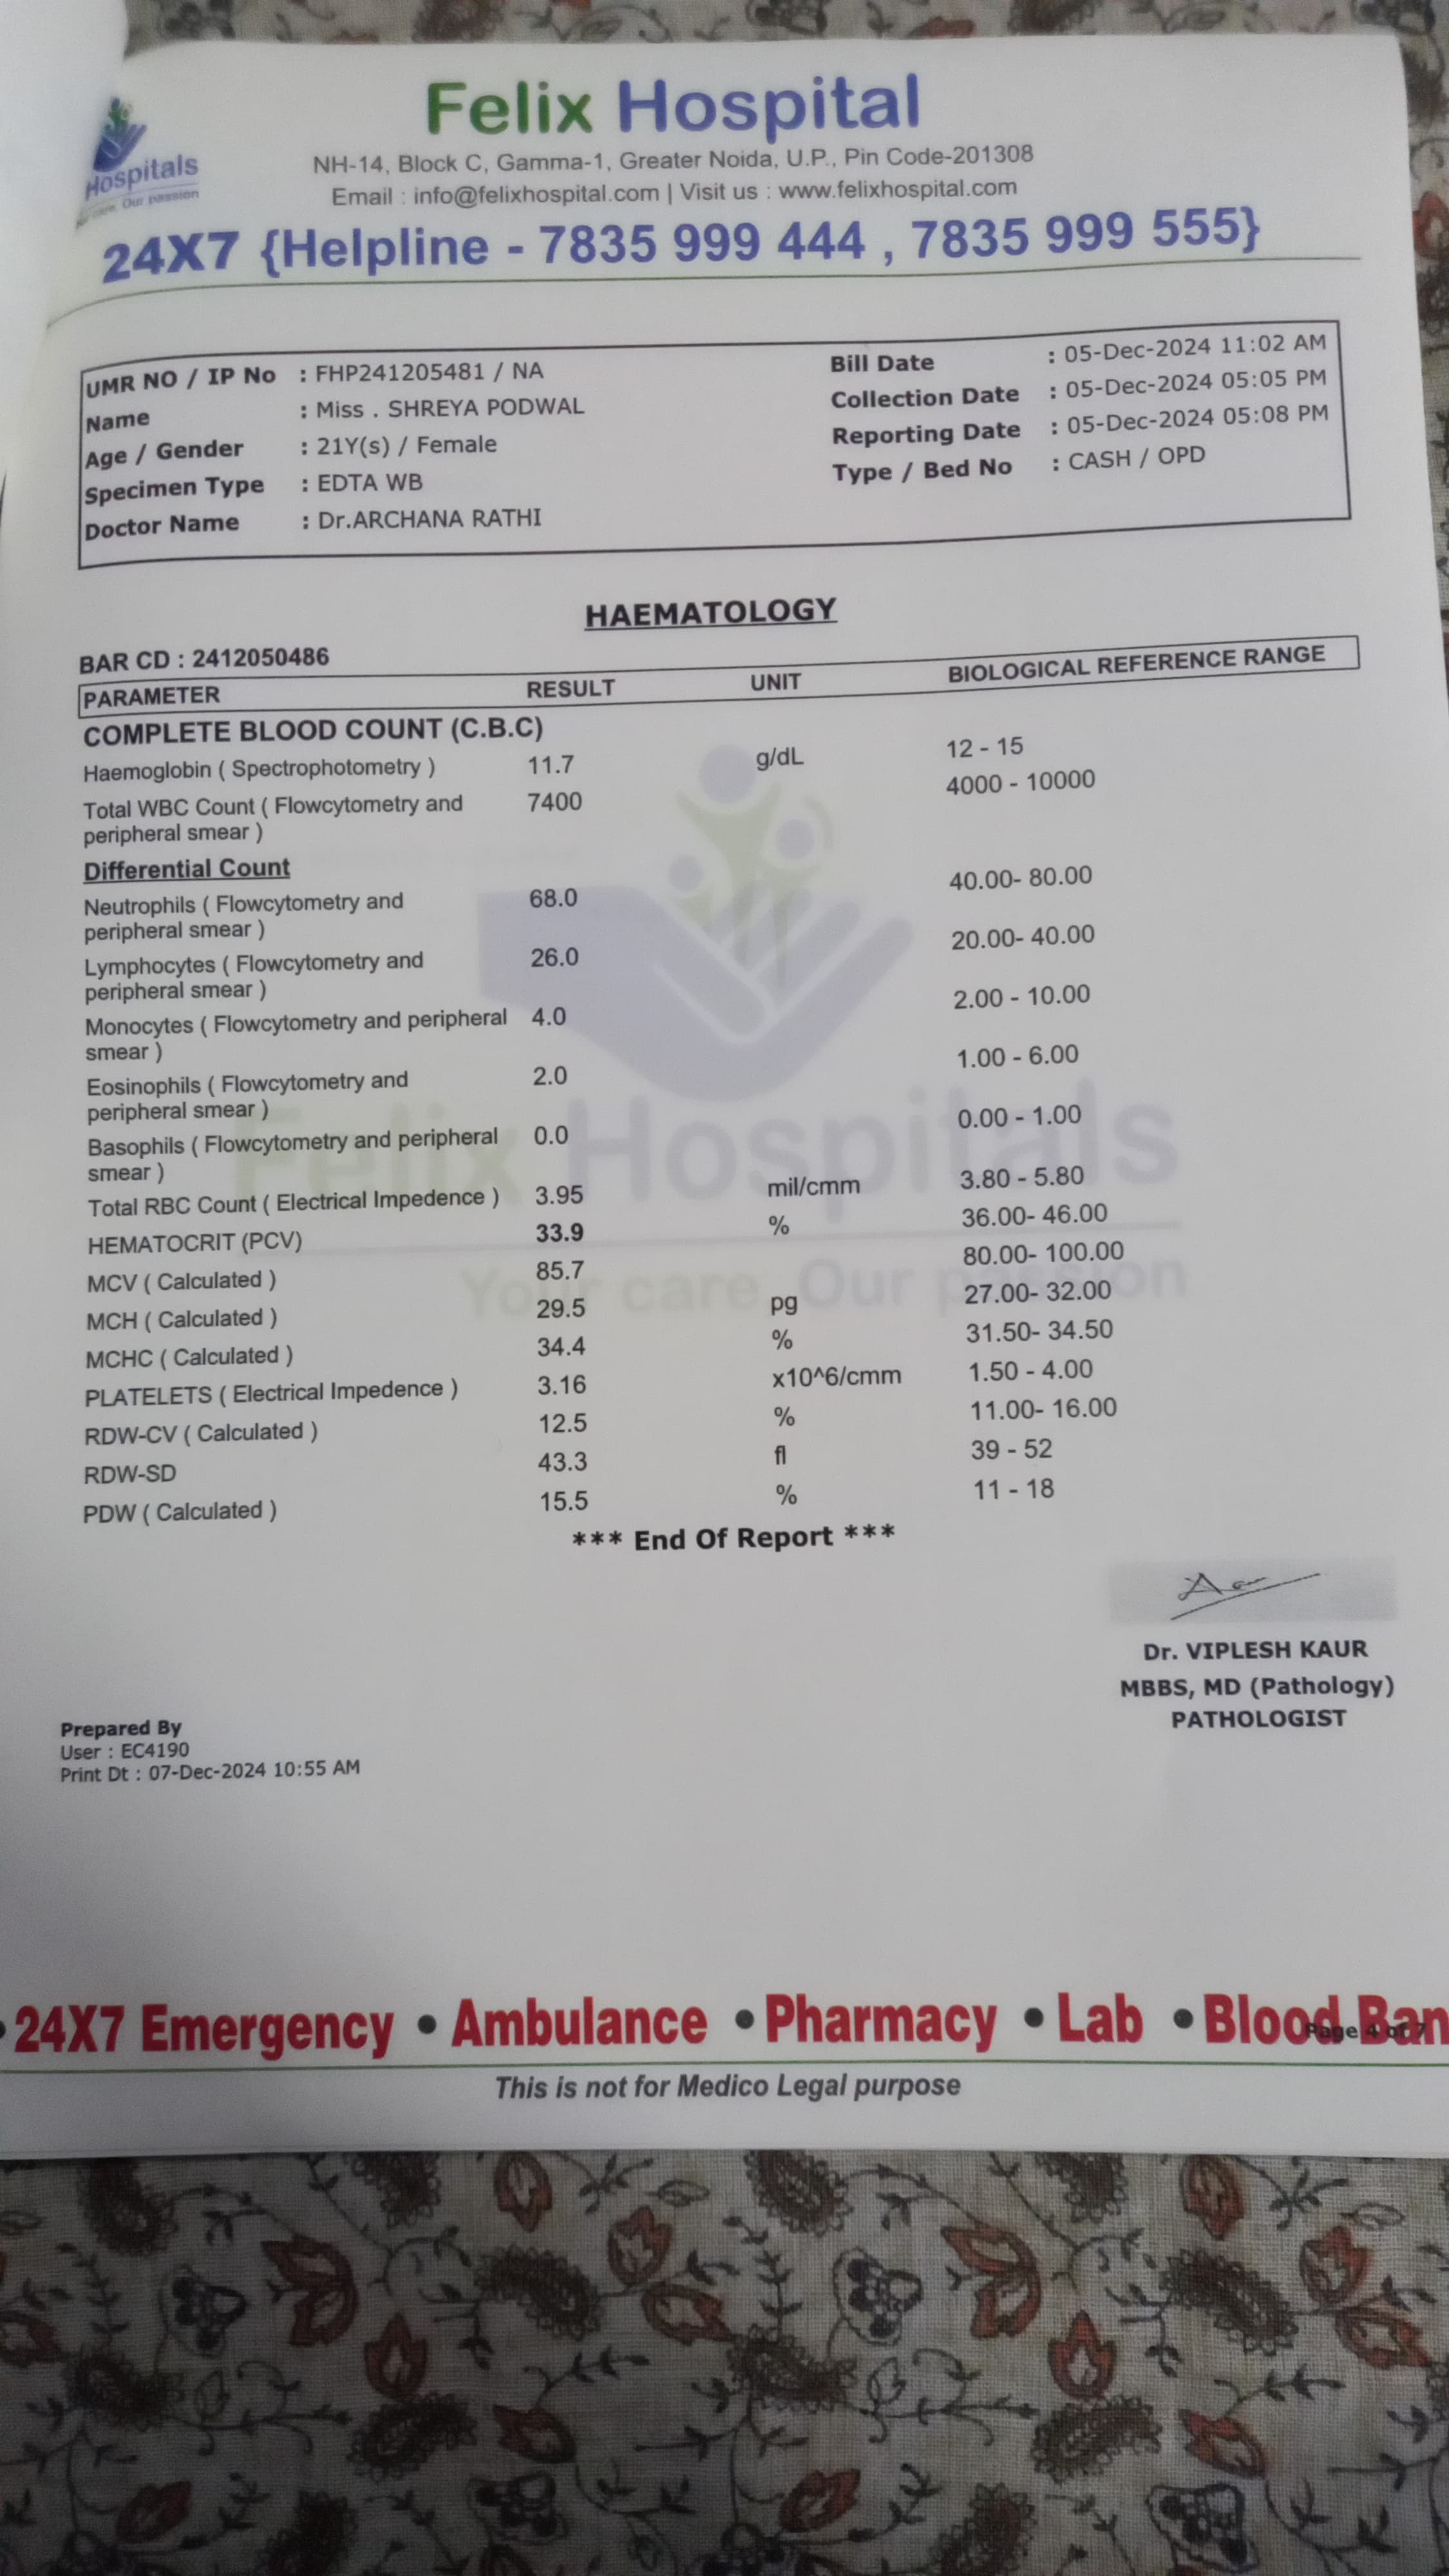 Felix Hospital
Hospitals
care. Our passion
NH-14, Block C, Gamma-1, Greater Noida, U.P., Pin Code-201308
Email : info@felixhospital.com | Visit us : www.felixhospital.com
24X7 {Helpline - 7835 999 444 , 7835 999 555}
UMR NO / IP No : FHP241205481 / NA Bill Date : 05-Dec-2024 11:02 AM
Name : Miss . SHREYA PODWAL Collection Date : 05-Dec-2024 05:05 PM
Age / Gender : 21Y(s) / Female Reporting Date : 05-Dec-2024 05:08 PM
Specimen Type : EDTA WB Type / Bed No : CASH / OPD
Doctor Name : Dr.ARCHANA RATHI
HAEMATOLOGY
BAR CD : 2412050486
PARAMETER RESULT UNIT BIOLOGICAL REFERENCE RANGE
COMPLETE BLOOD COUNT (C.B.C)
Haemoglobin ( Spectrophotometry ) 11.7 g/dL 12 - 15
Total WBC Count ( Flowcytometry and 7400 4000 - 10000
peripheral smear )
Differential Count
Neutrophils ( Flowcytometry and 68.0 40.00- 80.00
peripheral smear )
Lymphocytes ( Flowcytometry and 26.0 20.00- 40.00
peripheral smear )
Monocytes ( Flowcytometry and peripheral 4.0 2.00 - 10.00
smear )
Eosinophils ( Flowcytometry and 2.0 1.00 - 6.00
peripheral smear )
Basophils ( Flowcytometry and peripheral 0.0 0.00 - 1.00
smear )
Total RBC Count ( Electrical Impedence ) 3.95 mil/cmm 3.80 - 5.80
HEMATOCRIT (PCV) 33.9 % 36.00- 46.00
MCV ( Calculated ) 85.7 80.00- 100.00
MCH ( Calculated ) 29.5 pg 27.00- 32.00
MCHC ( Calculated ) 34.4 % 31.50- 34.50
PLATELETS ( Electrical Impedence ) 3.16 x10^6/cmm 1.50 - 4.00
RDW-CV ( Calculated ) 12.5 % 11.00- 16.00
RDW-SD 43.3 fl 39 - 52
PDW ( Calculated ) 15.5 % 11 - 18
*** End Of Report ***
Felix Hospitals
Your care, Our passion
Dr. VIPLESH KAUR
MBBS, MD (Pathology)
PATHOLOGIST
Prepared By
User : EC4190
Print Dt : 07-Dec-2024 10:55 AM
• 24X7 Emergency • Ambulance • Pharmacy • Lab • Blood Ban
Page 4 of 7
This is not for Medico Legal purpose